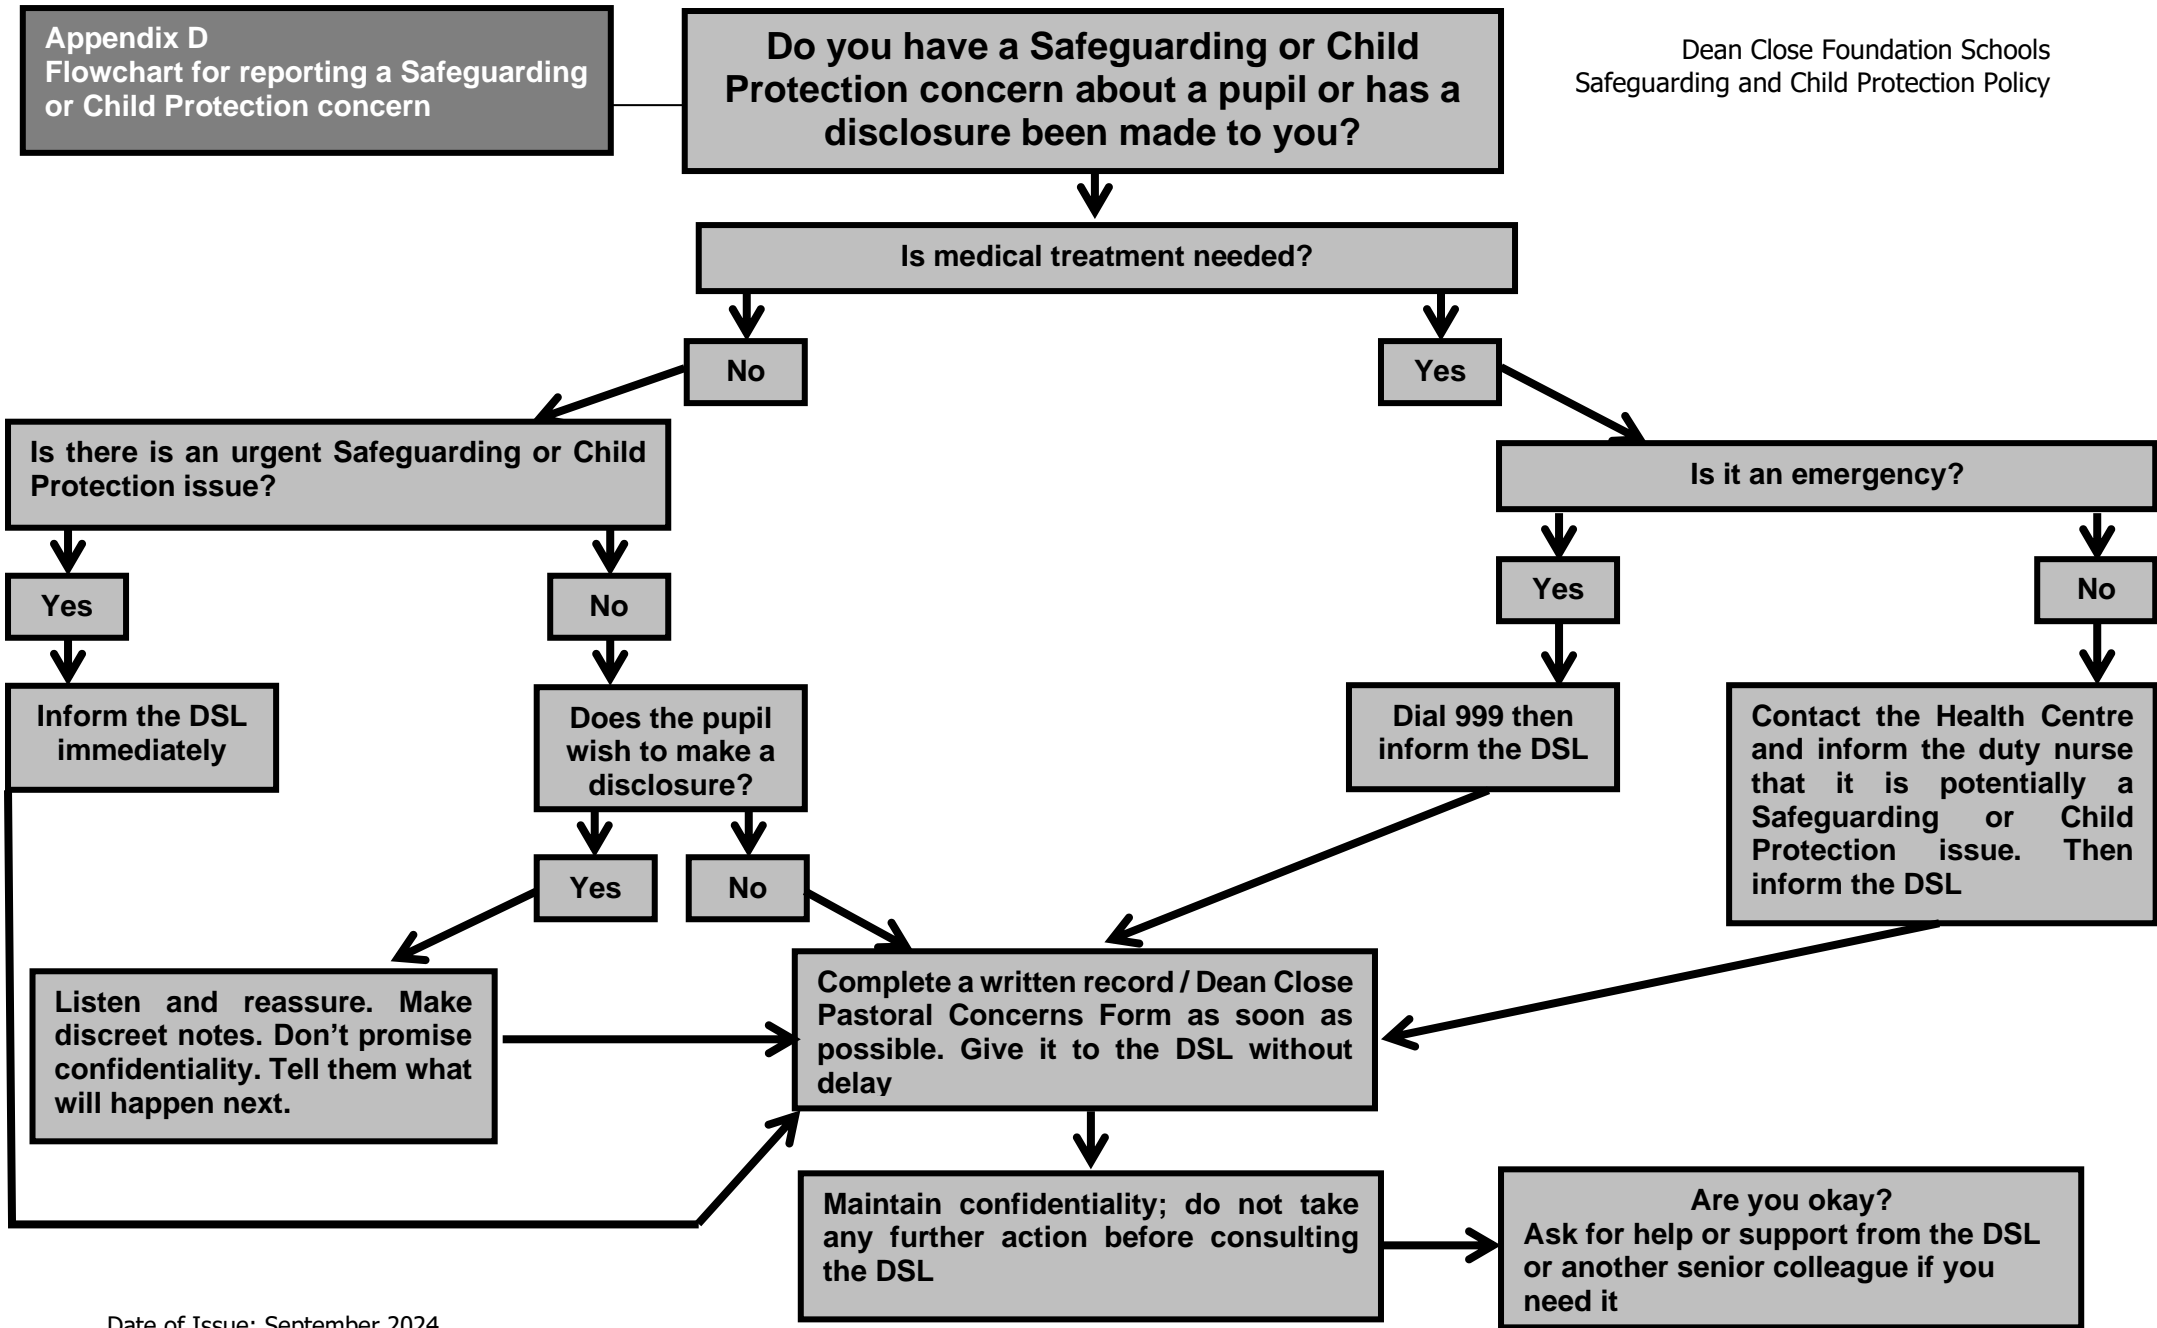 Appendix D
Flowchart for reporting a Safeguarding
or Child Protection concern
Do you have a Safeguarding or Child
Protection concern about a pupil or has a
disclosure been made to you?
Dean Close Foundation Schools
Safeguarding and Child Protection Policy
Is medical treatment needed?
No
Yes
Is there is an urgent Safeguarding or Child
Protection issue?
Is it an emergency?
Yes
No
Yes
No
Inform the DSL
immediately
Does the pupil
wish to make a
disclosure?
Dial 999 then
inform the DSL
Contact the Health Centre
and inform the duty nurse
that it is potentially a
Safeguarding or Child
Protection issue. Then
inform the DSL
Yes
No
Listen and reassure. Make
discreet notes. Don’t promise
confidentiality. Tell them what
will happen next.
Complete a written record / Dean Close
Pastoral Concerns Form as soon as
possible. Give it to the DSL without
delay
Maintain confidentiality; do not take
any further action before consulting
the DSL
Are you okay?
Ask for help or support from the DSL
or another senior colleague if you
need it
Date of Issue: September 2024